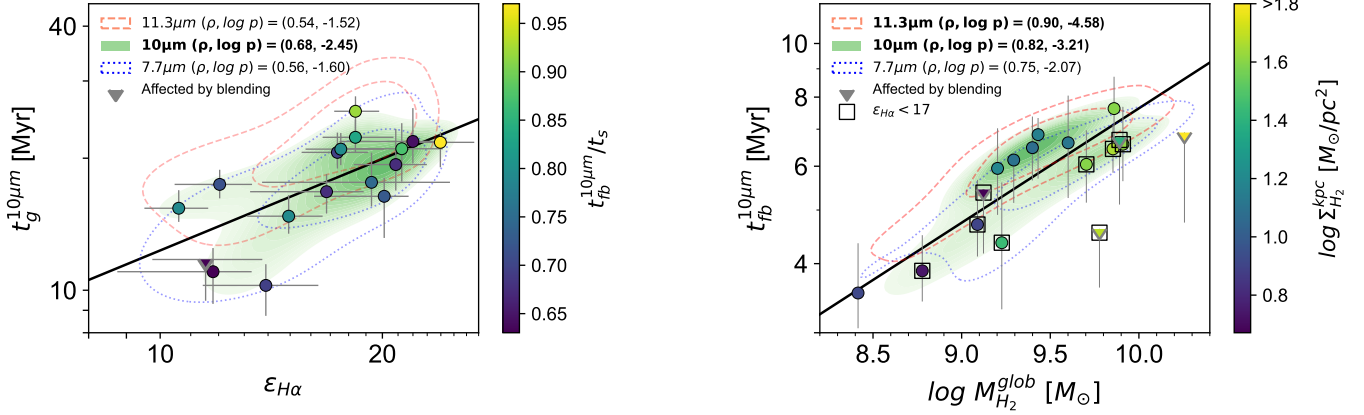 11.3μm (ρ, log p) = (0.54, -1.52)
10μm (ρ, log p) = (0.68, -2.45)
7.7μm (ρ, log p) = (0.56, -1.60)
Affected by blending
40
10
t_g^{10μm} [Myr]
10
20
ε_{Hα}
0.95
0.90
0.85
0.80
0.75
0.70
0.65
t_{fb}^{10μm}/t_s
11.3μm (ρ, log p) = (0.90, -4.58)
10μm (ρ, log p) = (0.82, -3.21)
7.7μm (ρ, log p) = (0.75, -2.07)
Affected by blending
ε_{Hα} < 17
10
8
6
4
t_{fb}^{10μm} [Myr]
8.5
9.0
9.5
10.0
log M_{H_2}^{glob} [M_⊙]
>1.8
1.6
1.4
1.2
1.0
0.8
log Σ_{H_2}^{kpc} [M_⊙/pc^2]